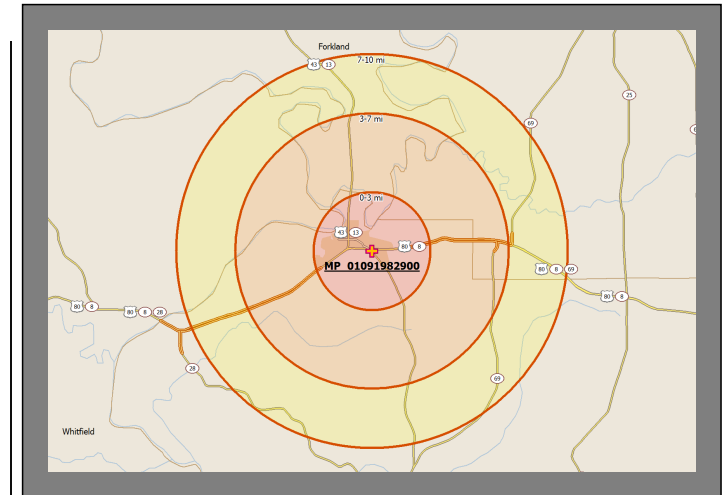 Forkland
7-10 mi
43 13
25
3-7 mi
69
0-3 mi
43 13
80 8
MP_01091982900
80 8 69
80 8
80 8
80 8 28
28
69
Whitfield